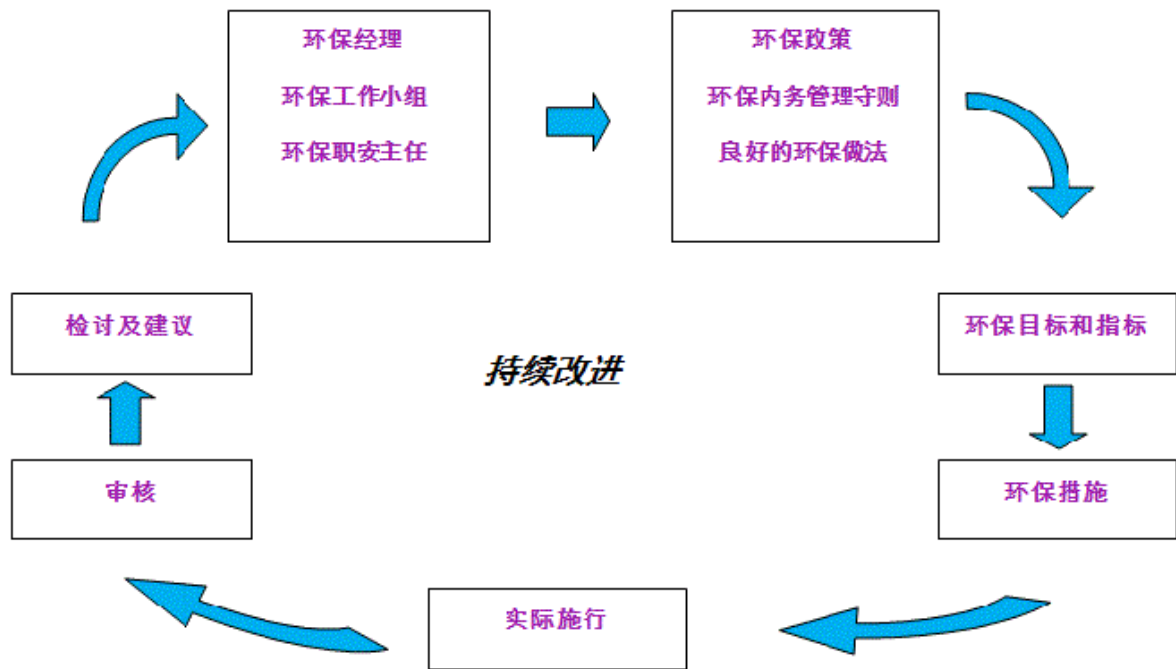 环保经理
环保工作小组
环保职安主任
环保政策
环保内务管理守则
良好的环保做法
检讨及建议
环保目标和指标
持续改进
审核
环保措施
实际施行